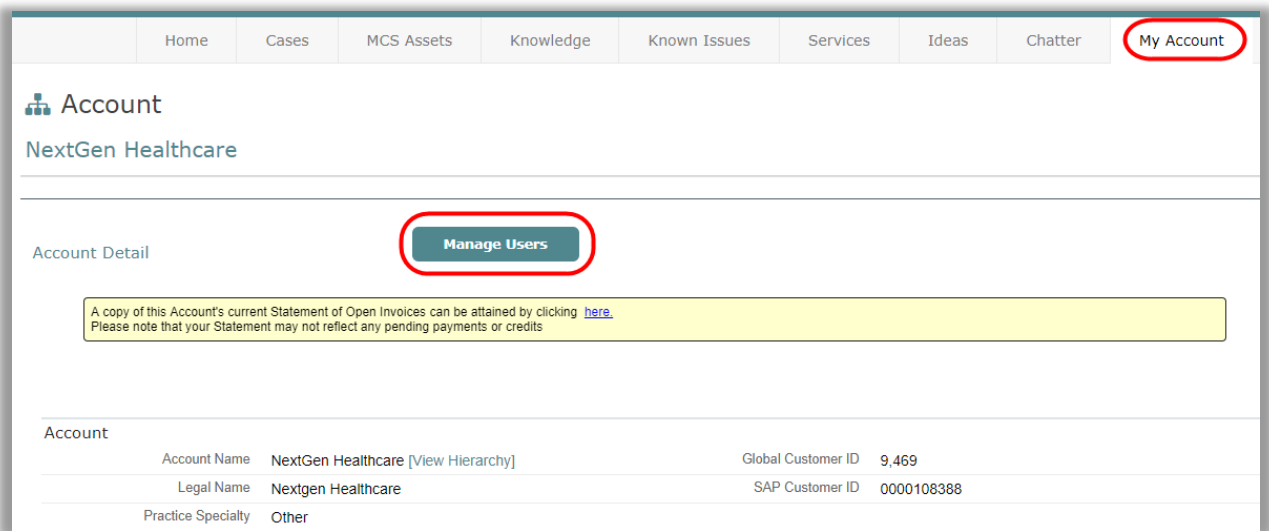 Home Cases MCS Assets Knowledge Known Issues Services Ideas Chatter My Account
Account
NextGen Healthcare
Account Detail Manage Users
A copy of this Account's current Statement of Open Invoices can be attained by clicking here.
Please note that your Statement may not reflect any pending payments or credits
Account
Account Name NextGen Healthcare [View Hierarchy] Global Customer ID 9,469
Legal Name Nextgen Healthcare SAP Customer ID 0000108388
Practice Specialty Other